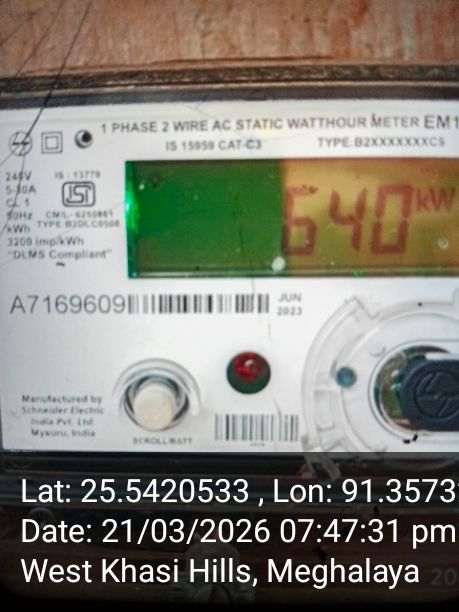 1 PHASE 2 WIRE AC STATIC WATTHOUR METER EM1
IS 15959 CAT-C3 TYPE:B2XXXXXXXCS
240V IS : 13779
5-30A
CL. 1
50Hz CM/L- 6250861
kWh TYPE:B2DLC0506
3200 imp/kWh
"DLMS Compliant"
640 kW
A7169609
JUN
2023
Manufactured by
Schneider Electric
India Pvt. Ltd.
Mysuru, India
SCROLL/BATT
Lat: 25.5420533 , Lon: 91.3573
Date: 21/03/2026 07:47:31 pm
West Khasi Hills, Meghalaya